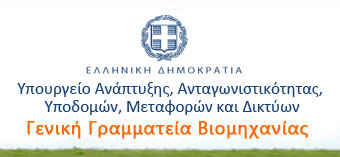 ΕΛΛΗΝΙΚΗ ΔΗΜΟΚΡΑΤΙΑ
Υπουργείο Ανάπτυξης, Ανταγωνιστικότητας,
Υποδομών, Μεταφορών και Δικτύων
Γενική Γραμματεία Βιομηχανίας